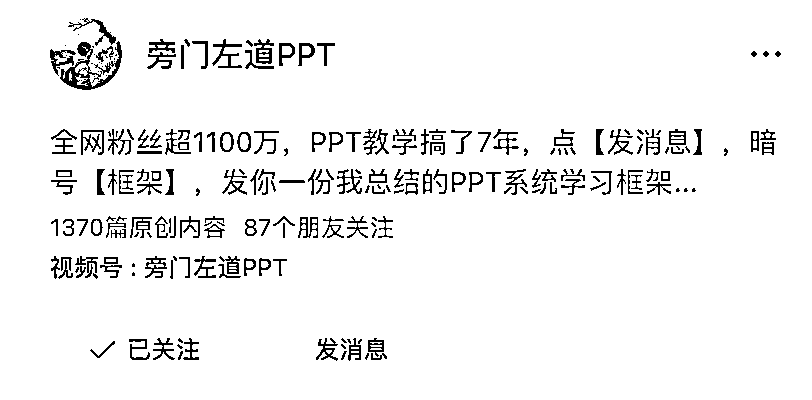 旁门左道PPT
全网粉丝超1100万，PPT教学搞了7年，点【发消息】，暗
号【框架】，发你一份我总结的PPT系统学习框架...
1370篇原创内容 87个朋友关注
视频号：旁门左道PPT
已关注 发消息